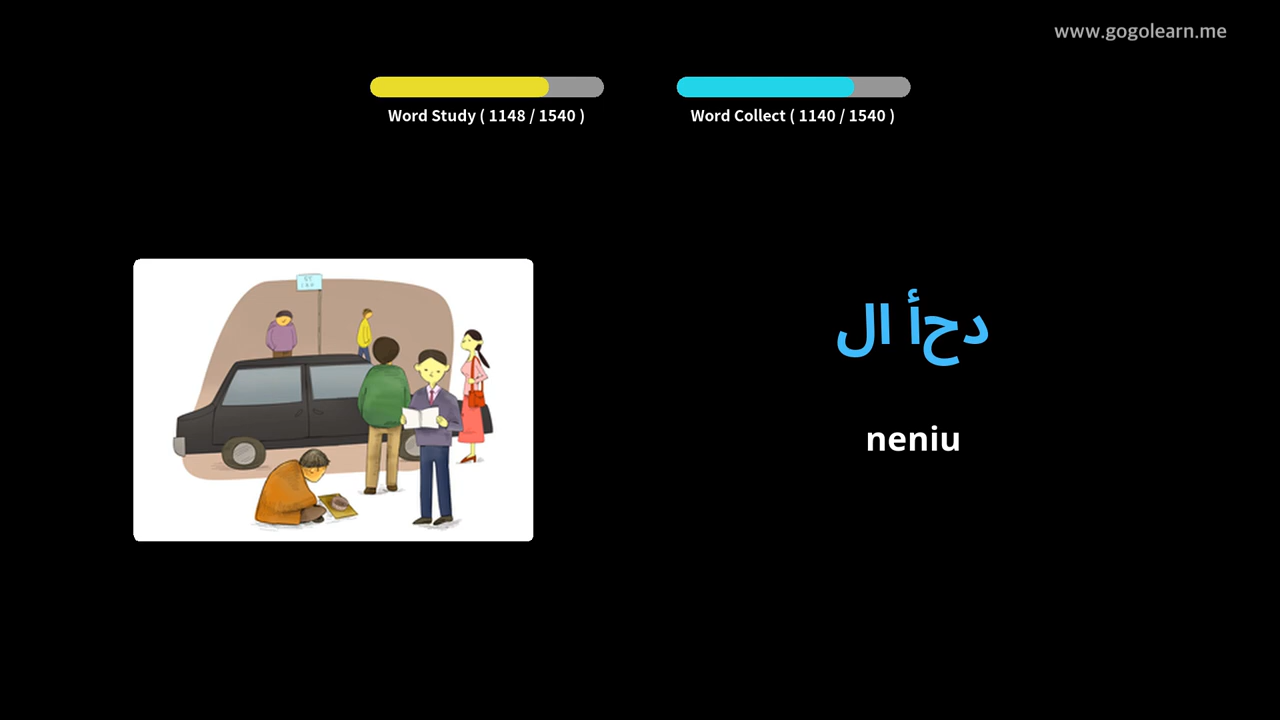 www.gogolearn.me
Word Study ( 1148 / 1540 )
Word Collect ( 1140 / 1540 )
دحأ ال
neniu